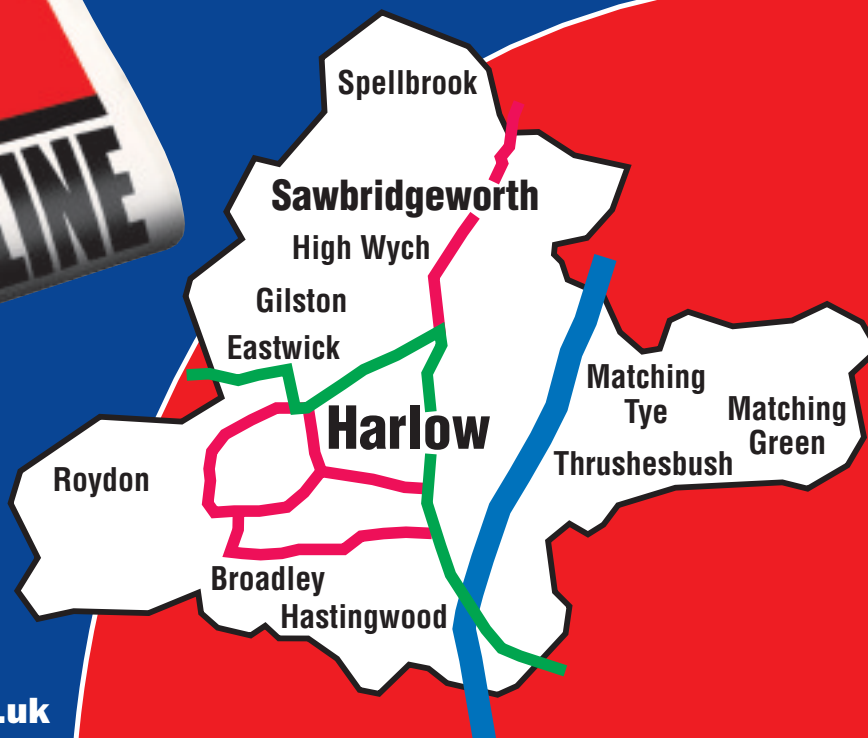 Spellbrook
LINE
Sawbridgeworth
High Wych
Gilston
Eastwick
Matching
Tye
Matching
Green
Harlow
Thrushesbush
Roydon
Broadley
Hastingwood
.uk